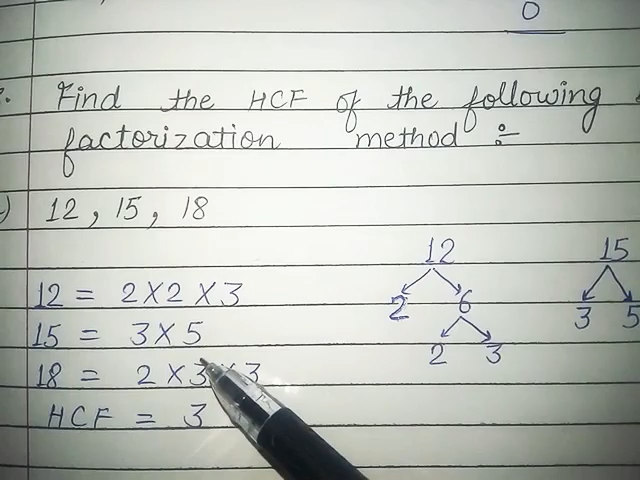 0
Find the HCF of the following
factorization method :-
12, 15, 18
12 = 2 X 2 X 3
15 = 3 X 5
18 = 2 X 3 X 3
HCF = 3
12
2 6
2 3
15
3 5